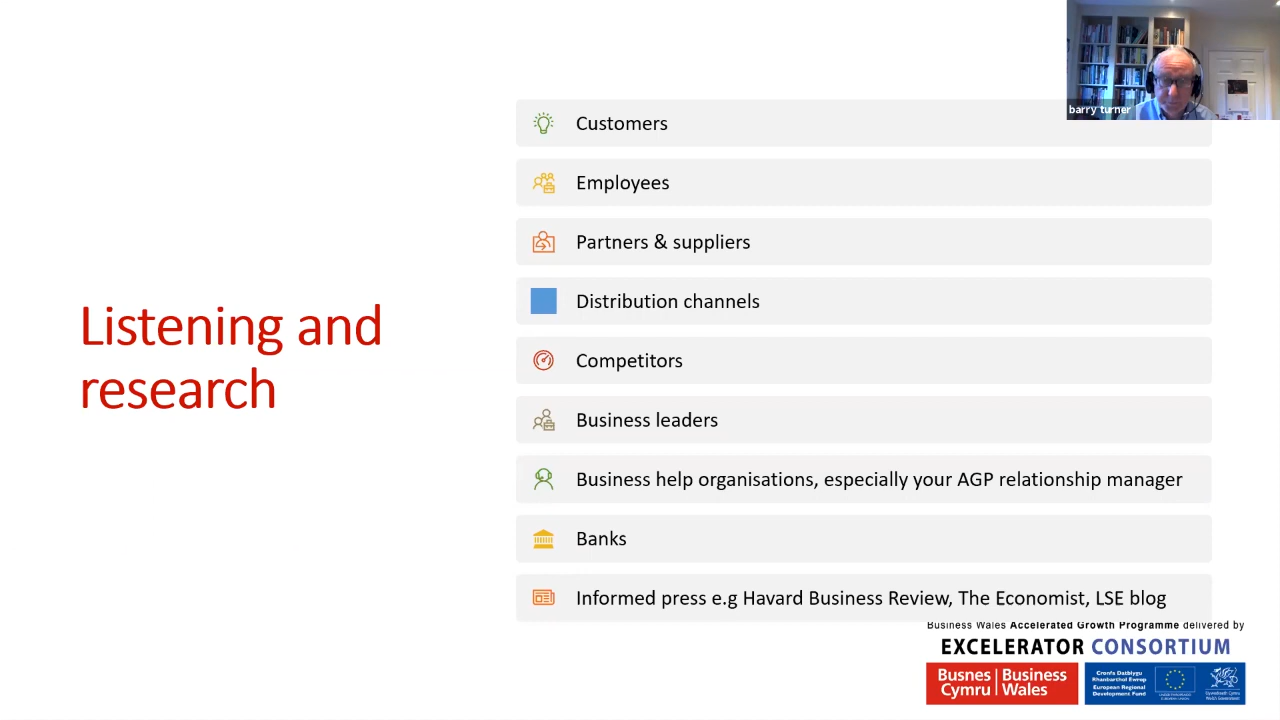 barry turner
Customers
Employees
Partners & suppliers
Distribution channels
Listening and
research
Competitors
Business leaders
Business help organisations, especially your AGP relationship manager
Banks
Informed press e.g Havard Business Review, The Economist, LSE blog
Business Wales Accelerated Growth Programme delivered by
EXCELERATOR CONSORTIUM
Busnes
Cymru
Business
Wales
Cronfa Datblygu
Rhanbarthol Ewrop
European Regional
Development Fund
Llywodraeth Cymru
Welsh Government